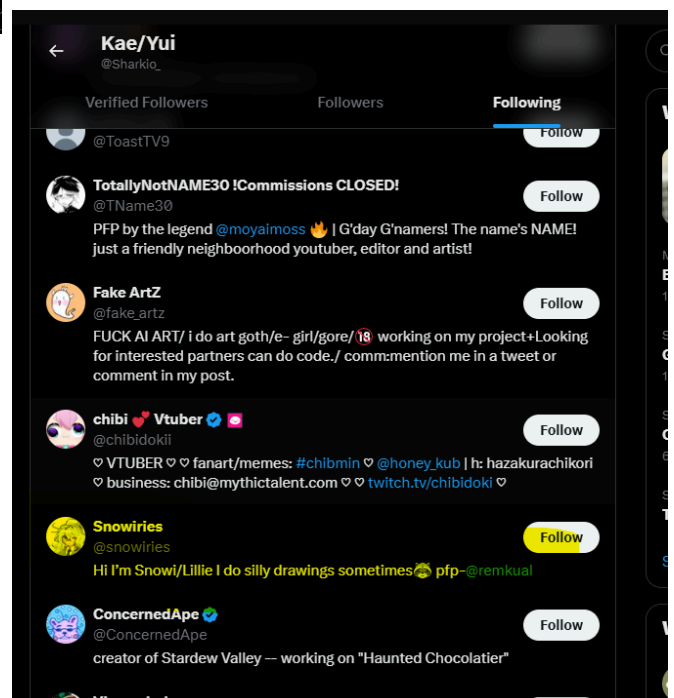 Kae/Yui
@Sharklo_
Verified Followers
Followers
Following
@ToastTV9
Follow
TotallyNotNAME30 !Commissions CLOSED!
@TName30
Follow
PFP by the legend @moyaimoss 🔥 | G'day G'namers! The name's NAME!
just a friendly neighboorhood youtuber, editor and artist!
Fake ArtZ
@fake_artz
Follow
FUCK AI ART/ i do art goth/e- girl/gore/🔞 working on my project+Looking
for interested partners can do code./ comm:mention me in a tweet or
comment in my post.
chibi 💕 Vtuber
@chibidokii
Follow
♡ VTUBER ♡ ♡ fanart/memes: #chibmin ♡ @honey_kub | h: hazakurachikori
♡ business: chibi@mythictalent.com ♡ ♡ twitch.tv/chibidoki ♡
Snowiries
@snowiries
Follow
Hi I'm Snowi/Lillie I do silly drawings sometimes🦝 pfp-@remkual
ConcernedApe
@ConcernedApe
Follow
creator of Stardew Valley -- working on "Haunted Chocolatier"